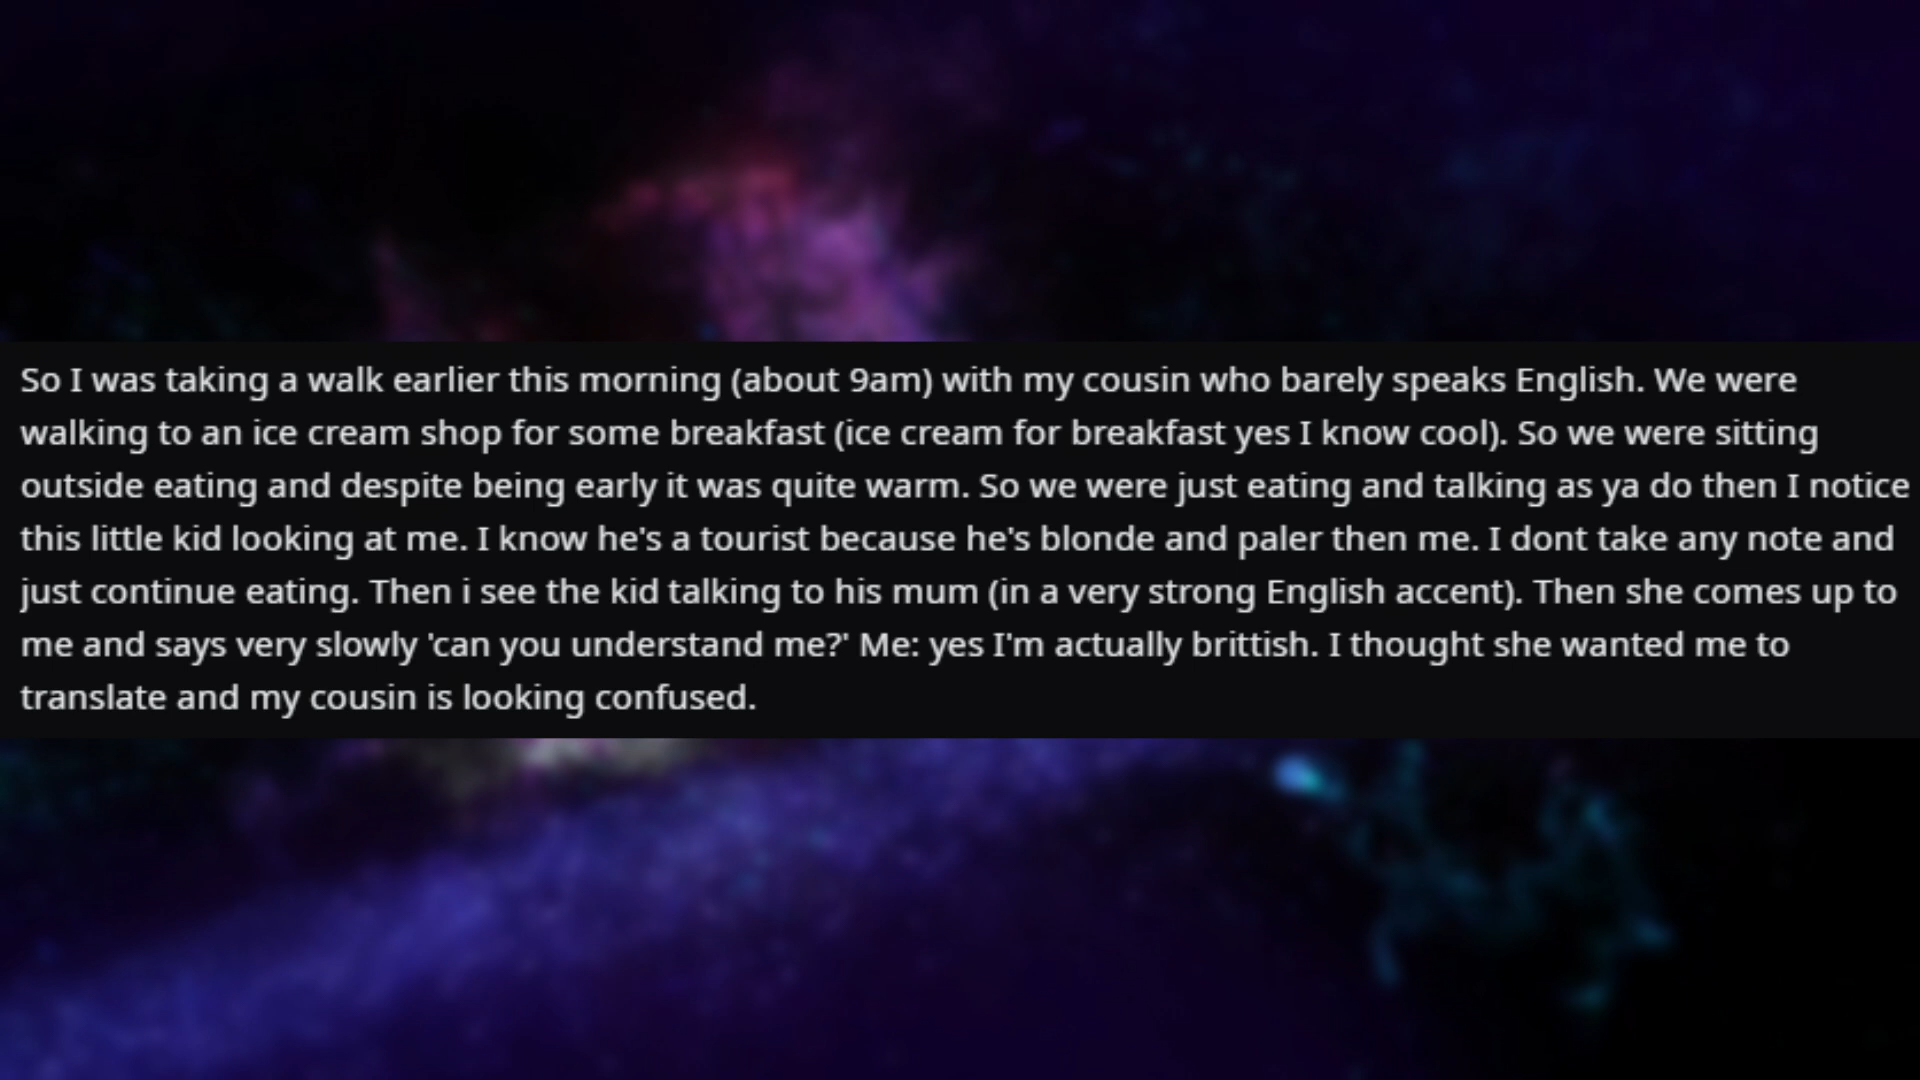 So I was taking a walk earlier this morning (about 9am) with my cousin who barely speaks English. We were
walking to an ice cream shop for some breakfast (ice cream for breakfast yes I know cool). So we were sitting
outside eating and despite being early it was quite warm. So we were just eating and talking as ya do then I notice
this little kid looking at me. I know he's a tourist because he's blonde and paler then me. I dont take any note and
just continue eating. Then i see the kid talking to his mum (in a very strong English accent). Then she comes up to
me and says very slowly 'can you understand me?' Me: yes I'm actually brittish. I thought she wanted me to
translate and my cousin is looking confused.